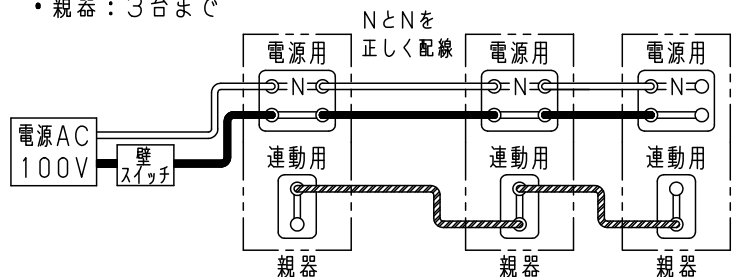 ・親器：3台まで
NとNを
正しく配線
電源用
電源用
電源用
N
N
N
電源AC
100V
壁
スイッチ
連動用
連動用
連動用
親器
親器
親器